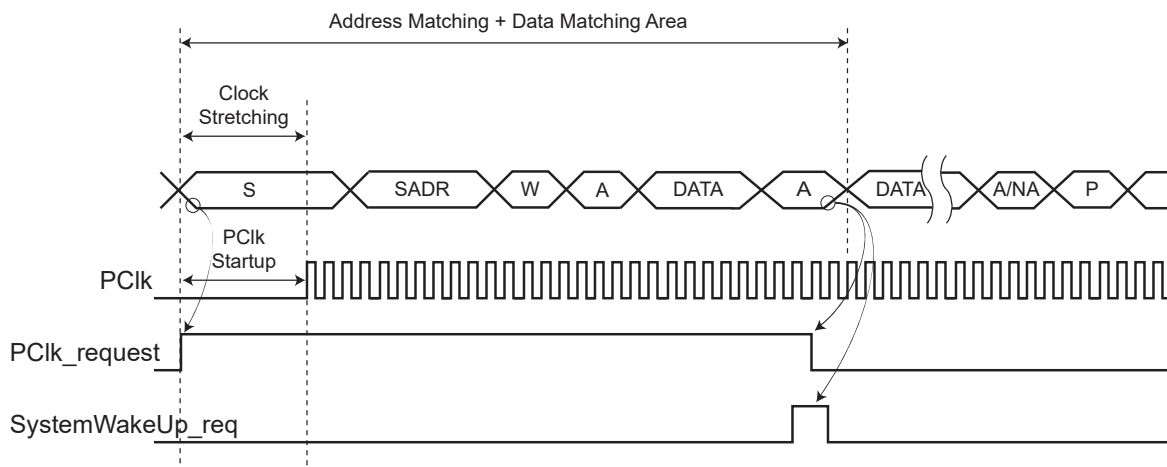 Address Matching + Data Matching Area
Clock
Stretching
S
SADR
W
A
DATA
A
DATA
A/NA
P
PClk
Startup
PClk
PClk_request
SystemWakeUp_req